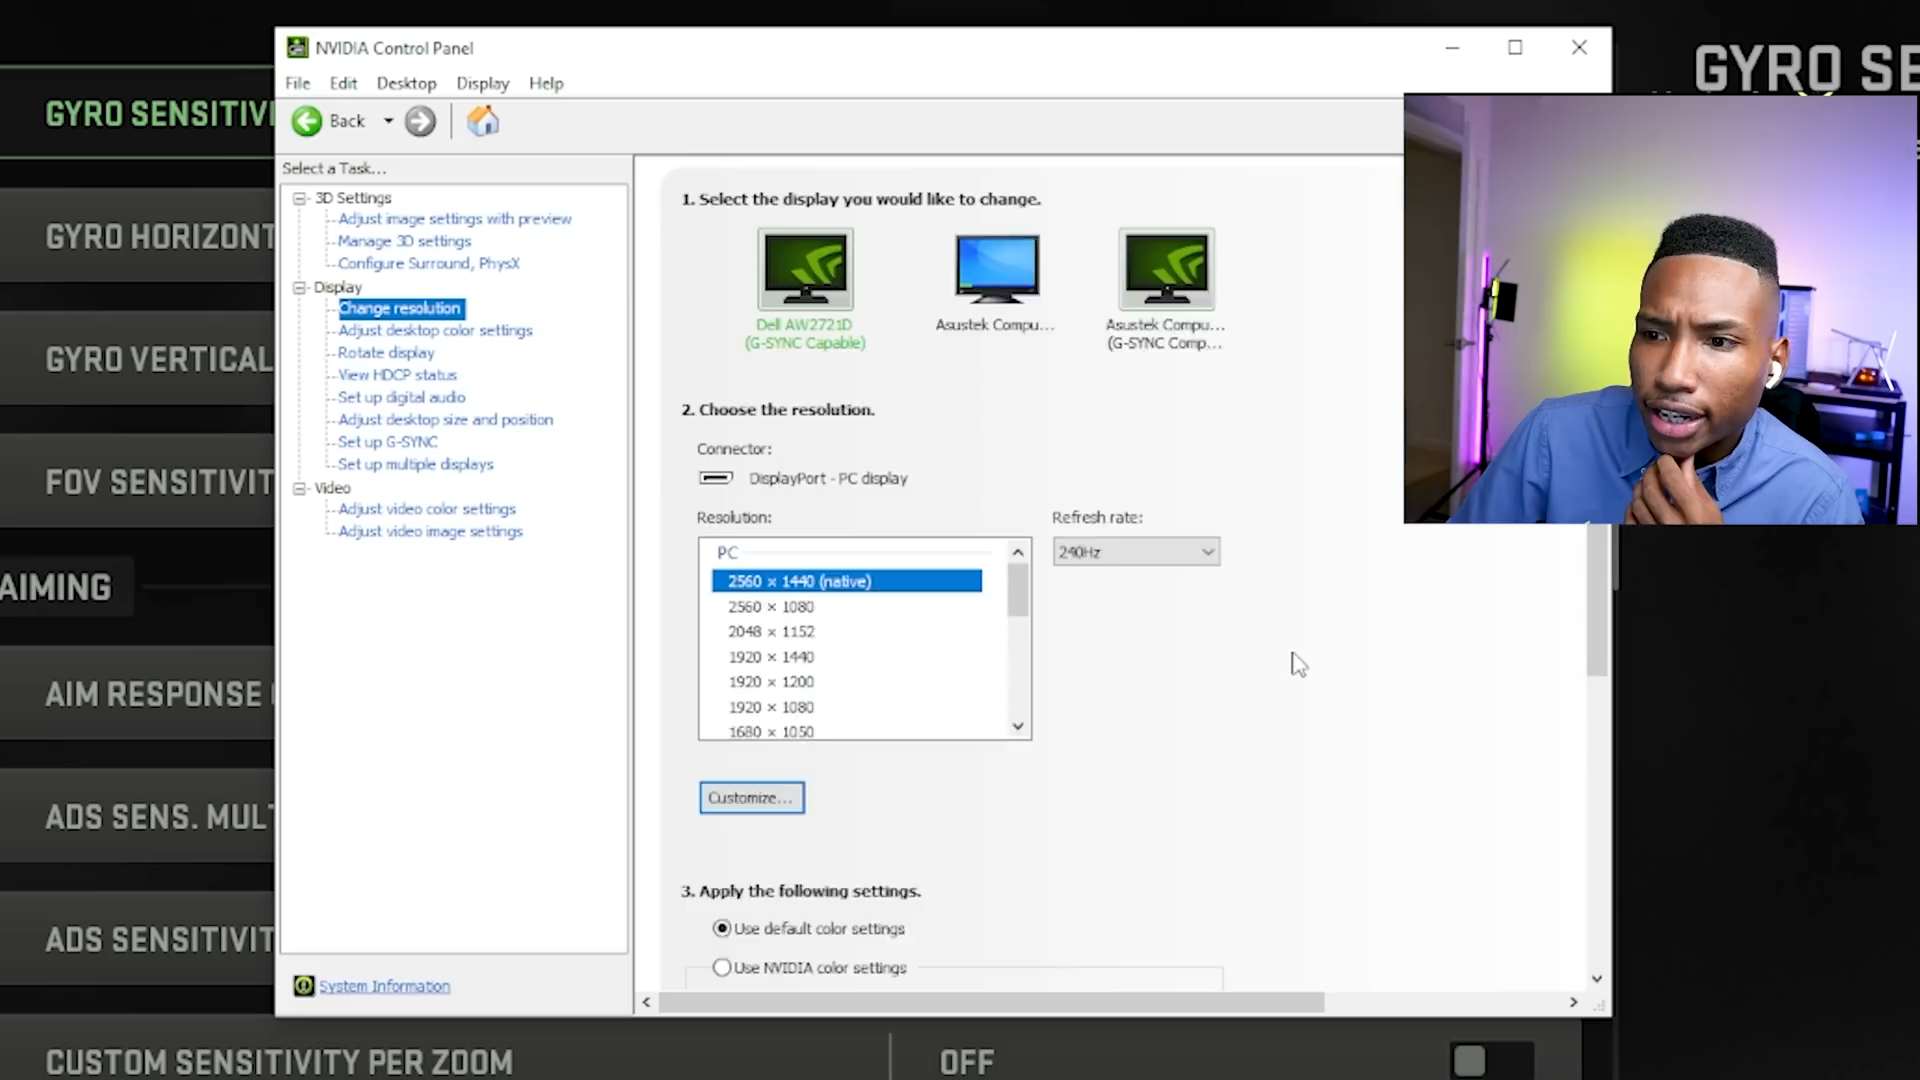 NVIDIA Control Panel
File Edit Desktop Display Help
Back
Select a Task...
3D Settings
Adjust image settings with preview
Manage 3D settings
Configure Surround, PhysX
Display
Change resolution
Adjust desktop color settings
Rotate display
View HDCP status
Set up digital audio
Adjust desktop size and position
Set up G-SYNC
Set up multiple displays
Video
Adjust video color settings
Adjust video image settings
System Information
1. Select the display you would like to change.
Dell AW2721D
(G-SYNC Capable)
Asustek Compu...
Asustek Compu...
(G-SYNC Comp...
2. Choose the resolution.
Connector:
DisplayPort - PC display
Resolution:
Refresh rate:
PC
2560 × 1440 (native)
2560 × 1080
2048 × 1152
1920 × 1440
1920 × 1200
1920 × 1080
1680 × 1050
240Hz
Customize...
3. Apply the following settings.
Use default color settings
Use NVIDIA color settings
GYRO SENSITIVI
GYRO HORIZONT
GYRO VERTICAL
FOV SENSITIVIT
AIMING
AIM RESPONSE
ADS SENS. MULT
ADS SENSITIVIT
CUSTOM SENSITIVITY PER ZOOM
OFF
GYRO SE